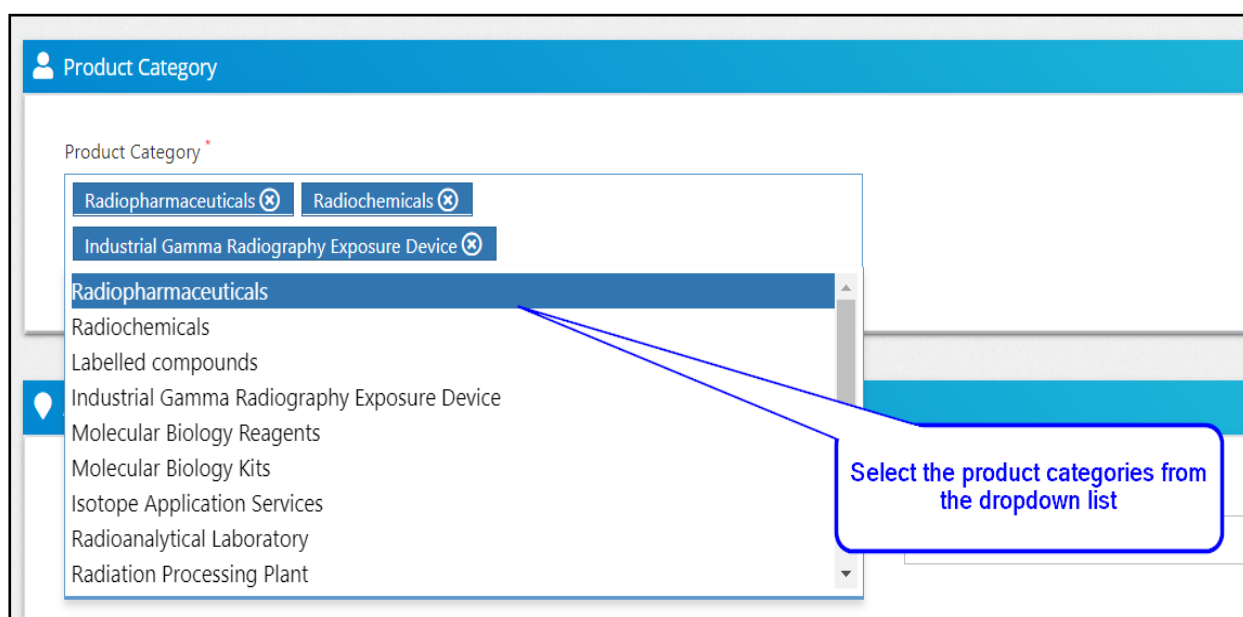 Product Category
Product Category *
Radiopharmaceuticals
Radiochemicals
Industrial Gamma Radiography Exposure Device
Radiopharmaceuticals
Radiochemicals
Labelled compounds
Industrial Gamma Radiography Exposure Device
Molecular Biology Reagents
Molecular Biology Kits
Isotope Application Services
Radioanalytical Laboratory
Radiation Processing Plant
Select the product categories from
the dropdown list